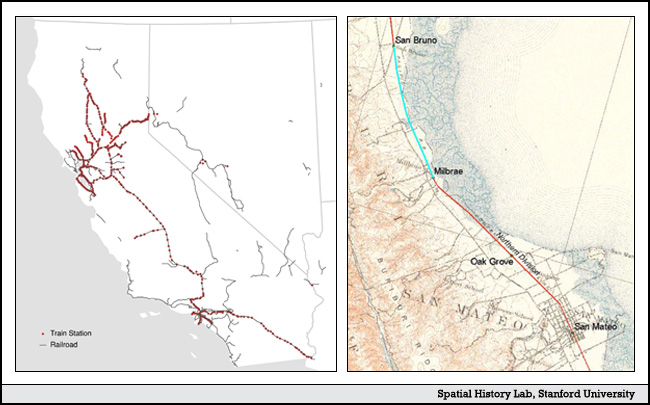 Train Station
Railroad
San Bruno
Milbrae
Northern Division
Oak Grove
SAN MATEO
San Mateo
Spatial History Lab, Stanford University